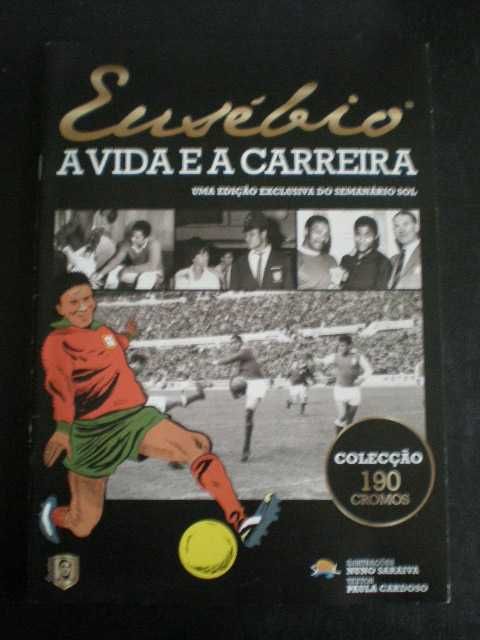 Eusébio
A VIDA E A CARREIRA
UMA EDIÇÃO EXCLUSIVA DO SEMANÁRIO SOL
COLECÇÃO
190
CROMOS
ILUSTRAÇÕES
NUNO SARAIVA
TEXTOS
PAULA CARDOSO